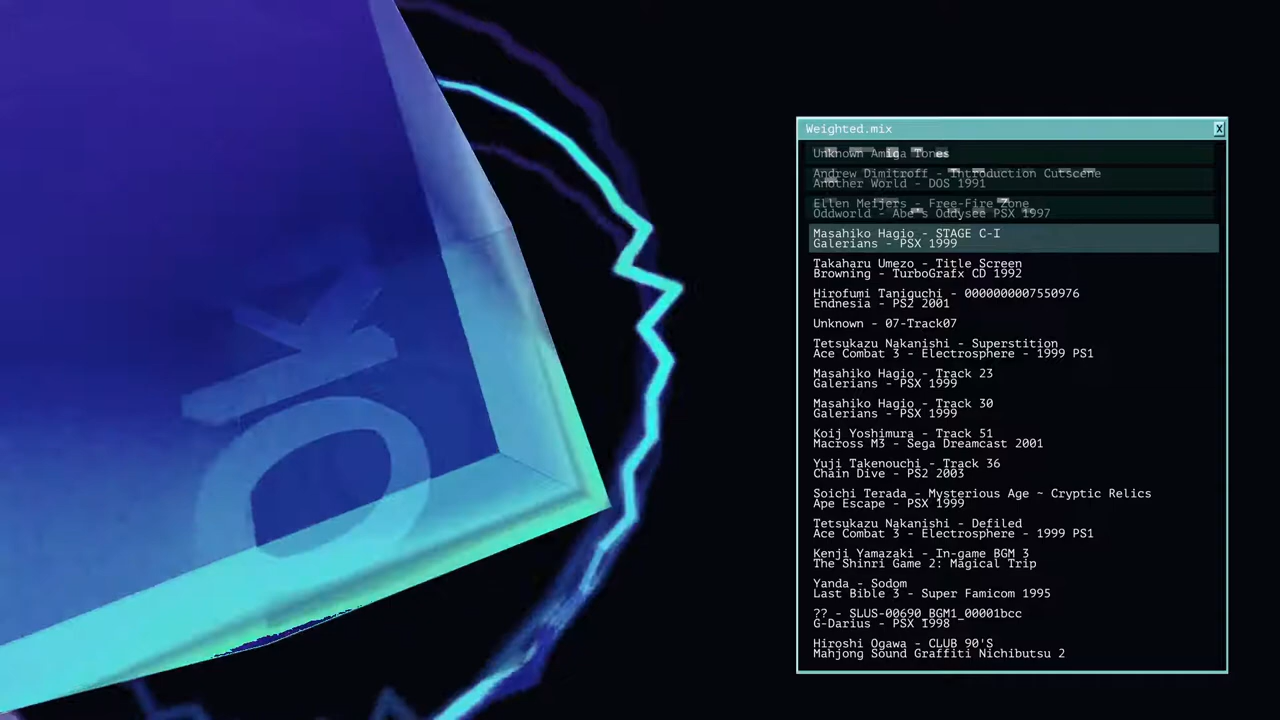 Ok
Weighted.mix
X
Unknown Amiga Tones
Andrew Dimitroff - Introduction Cutscene
Another World - DOS 1991
Ellen Meijers - Free-Fire Zone
Oddworld - Abe's Oddysee PSX 1997
Masahiko Hagio - STAGE C-I
Galerians - PSX 1999
Takaharu Umezo - Title Screen
Browning - TurboGrafx CD 1992
Hirofumi Taniguchi - 0000000007550976
Endnesia - PS2 2001
Unknown - 07-Track07
Tetsukazu Nakanishi - Superstition
Ace Combat 3 - Electrosphere - 1999 PS1
Masahiko Hagio - Track 23
Galerians - PSX 1999
Masahiko Hagio - Track 30
Galerians - PSX 1999
Koij Yoshimura - Track 51
Macross M3 - Sega Dreamcast 2001
Yuji Takenouchi - Track 36
Chain Dive - PS2 2003
Soichi Terada - Mysterious Age ~ Cryptic Relics
Ape Escape - PSX 1999
Tetsukazu Nakanishi - Defiled
Ace Combat 3 - Electrosphere - 1999 PS1
Kenji Yamazaki - In-game BGM 3
The Shinri Game 2: Magical Trip
Yanda - Sodom
Last Bible 3 - Super Famicom 1995
?? - SLUS-00690_BGM1_00001bcc
G-Darius - PSX 1998
Hiroshi Ogawa - CLUB 90'S
Mahjong Sound Graffiti Nichibutsu 2